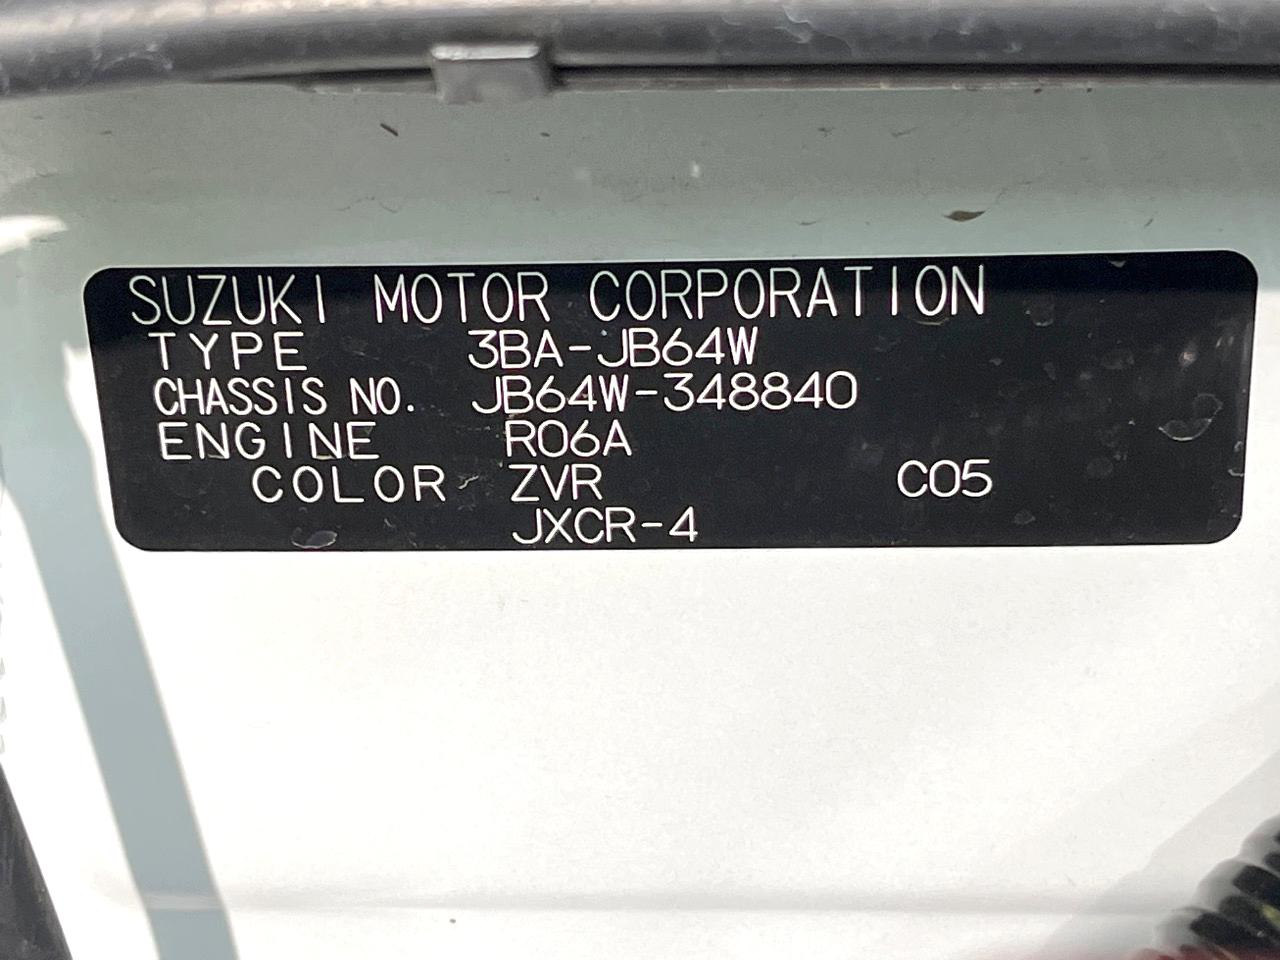 SUZUKI MOTOR CORPORATION
TYPE 3BA-JB64W
CHASSIS NO. JB64W-348840
ENGINE R06A
COLOR ZVR C05
JXCR-4